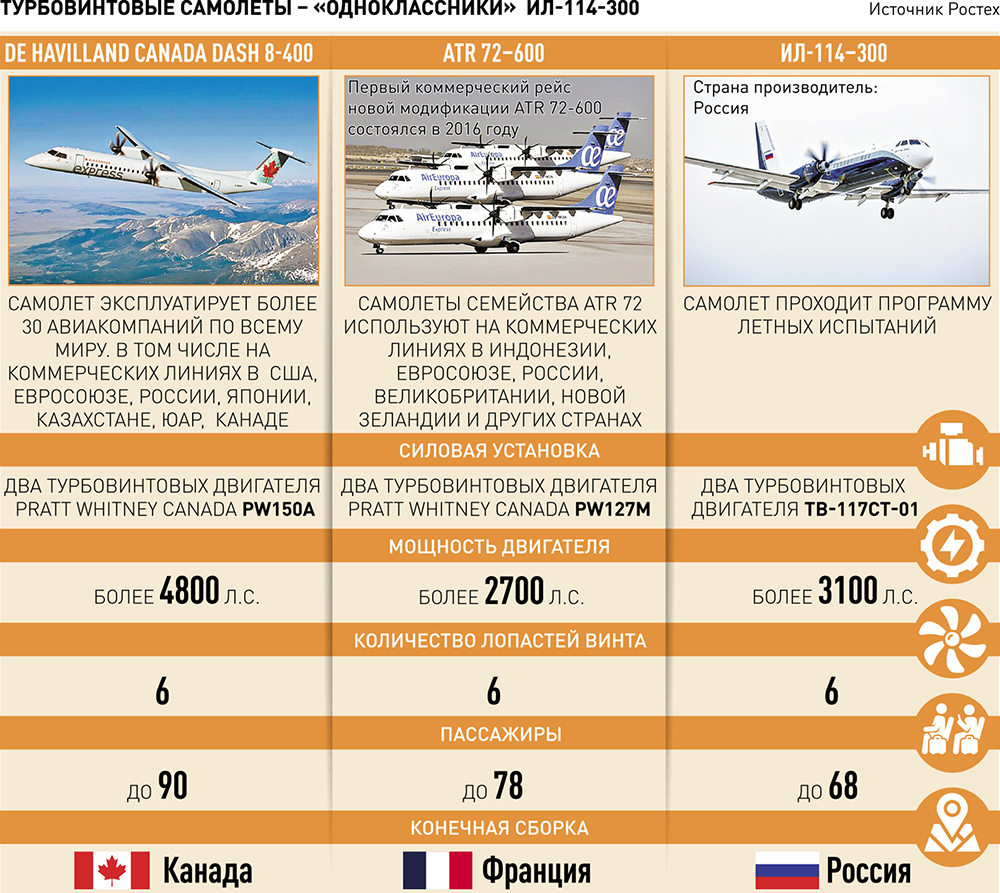 ТУРБОВИНТОВЫЕ САМОЛЕТЫ – «ОДНОКЛАССНИКИ» ИЛ-114-300
Источник Ростех
DE HAVILLAND CANADA DASH 8-400
express
САМОЛЕТ ЭКСПЛУАТИРУЕТ БОЛЕЕ
30 АВИАКОМПАНИЙ ПО ВСЕМУ
МИРУ. В ТОМ ЧИСЛЕ НА
КОММЕРЧЕСКИХ ЛИНИЯХ В США,
ЕВРОСОЮЗЕ, РОССИИ, ЯПОНИИ,
КАЗАХСТАНЕ, ЮАР, КАНАДЕ
ATR 72–600
Первый коммерческий рейс
новой модификации ATR 72-600
состоялся в 2016 году
AirEuropa
AirEuropa
Express
AirEuropa
Express
САМОЛЕТЫ СЕМЕЙСТВА ATR 72
ИСПОЛЬЗУЮТ НА КОММЕРЧЕСКИХ
ЛИНИЯХ В ИНДОНЕЗИИ,
ЕВРОСОЮЗЕ, РОССИИ,
ВЕЛИКОБРИТАНИИ, НОВОЙ
ЗЕЛАНДИИ И ДРУГИХ СТРАНАХ
ИЛ-114–300
Страна производитель:
Россия
САМОЛЕТ ПРОХОДИТ ПРОГРАММУ
ЛЕТНЫХ ИСПЫТАНИЙ
СИЛОВАЯ УСТАНОВКА
ДВА ТУРБОВИНТОВЫХ ДВИГАТЕЛЯ
PRATT WHITNEY CANADA PW150A
ДВА ТУРБОВИНТОВЫХ ДВИГАТЕЛЯ
PRATT WHITNEY CANADA PW127M
ДВА ТУРБОВИНТОВЫХ
ДВИГАТЕЛЯ ТВ-117СТ-01
МОЩНОСТЬ ДВИГАТЕЛЯ
БОЛЕЕ 4800 Л.С.
БОЛЕЕ 2700 Л.С.
БОЛЕЕ 3100 Л.С.
КОЛИЧЕСТВО ЛОПАСТЕЙ ВИНТА
6
6
6
ПАССАЖИРЫ
ДО 90
ДО 78
ДО 68
КОНЕЧНАЯ СБОРКА
Канада
Франция
Россия